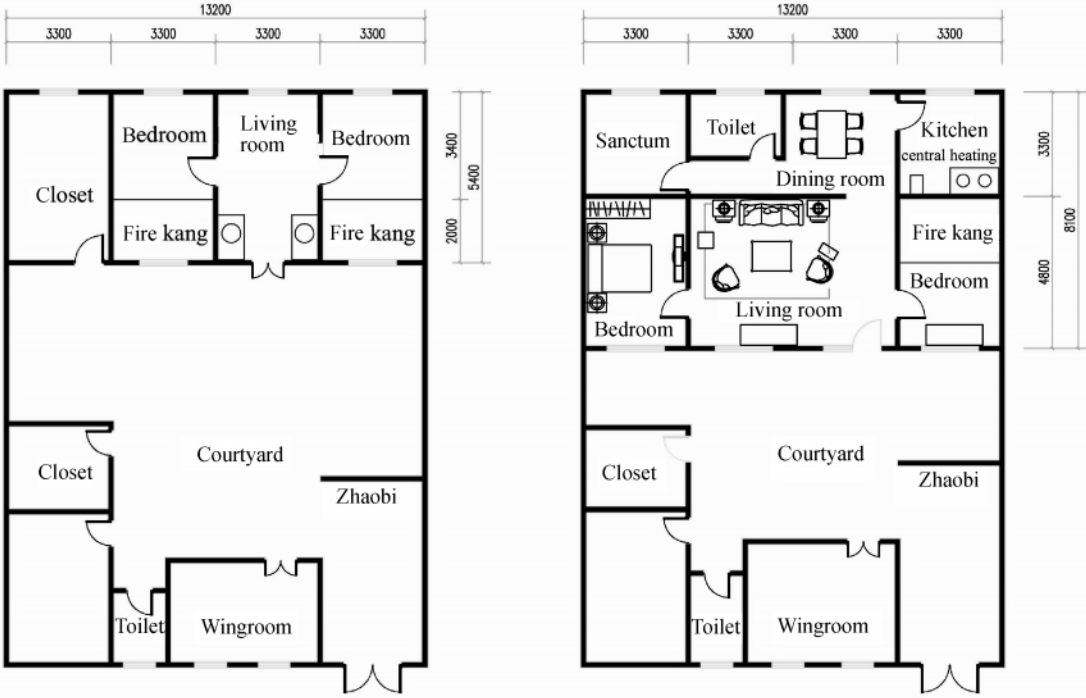 13200
3300 3300 3300 3300
Bedroom
Living
room
Bedroom
Closet
Fire kang
Fire kang
3400
5400
2000
Courtyard
Closet
Zhaobi
Toilet
Wingroom
13200
3300 3300 3300 3300
Sanctum
Toilet
Kitchen
central heating
Dining room
Fire kang
Bedroom
Living room
Bedroom
3300
8100
4800
Courtyard
Closet
Zhaobi
Toilet
Wingroom